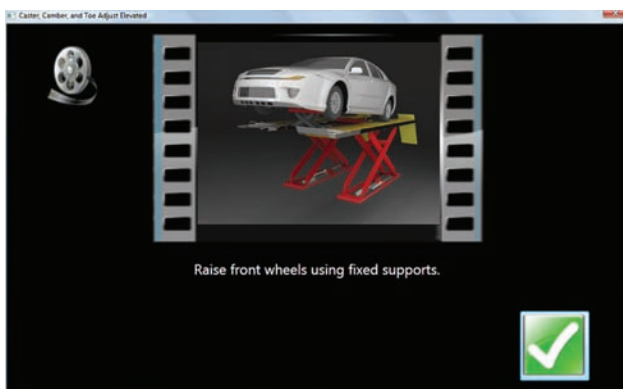 Caster, Camber, and Toe Adjust Elevated
Raise front wheels using fixed supports.